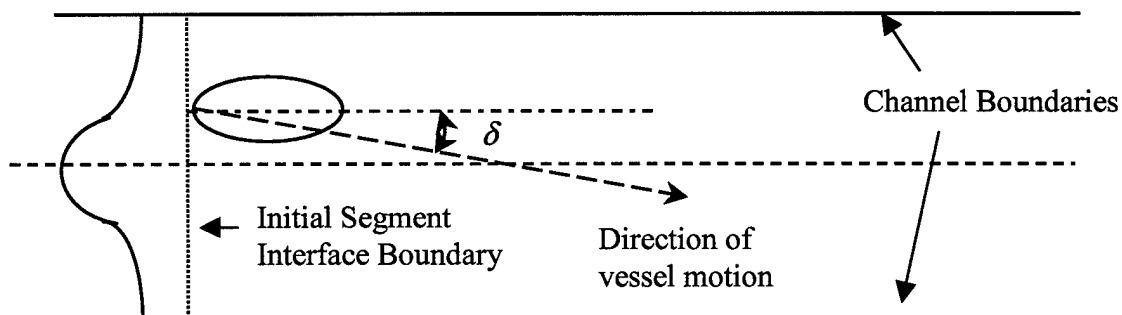 Channel Boundaries
δ
Initial Segment
Interface Boundary
Direction of
vessel motion